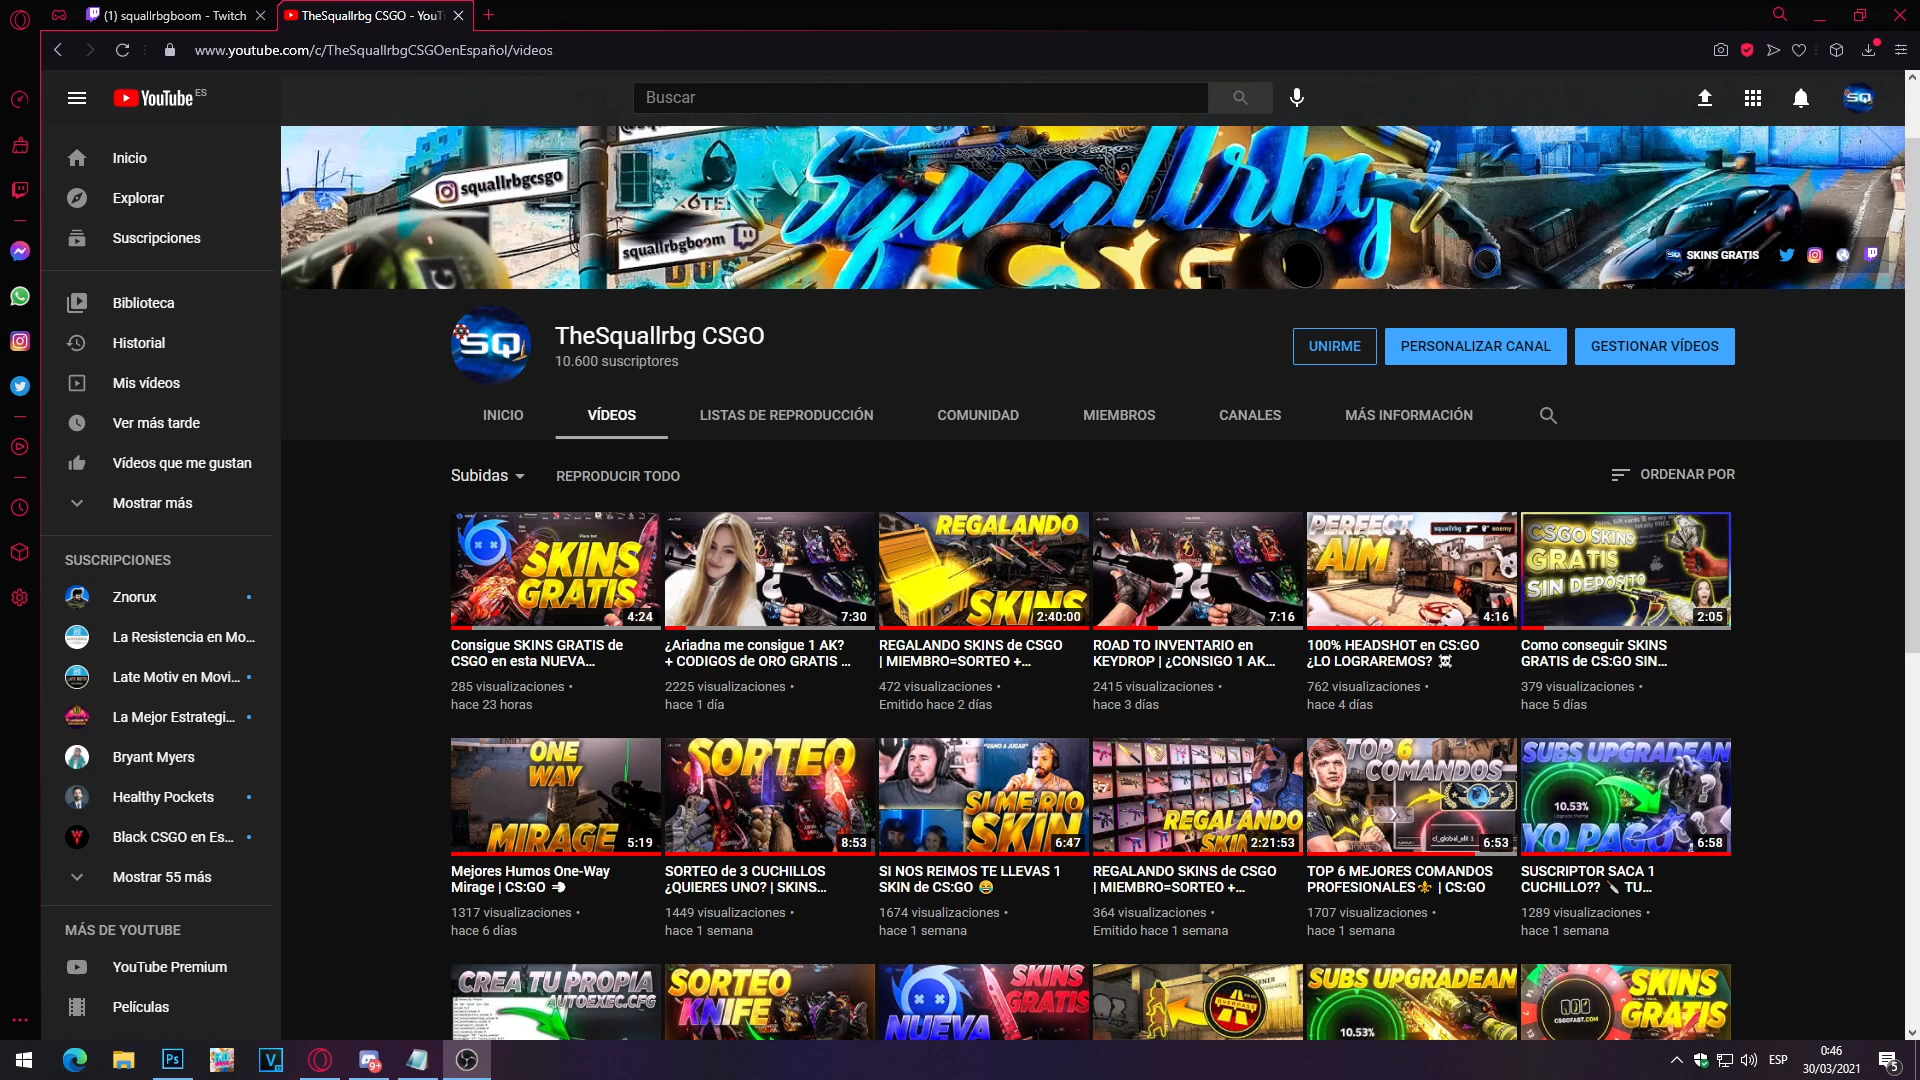 (1) squallrbgboom - Twitch
TheSquallrbg CSGO - YouT
www.youtube.com/c/TheSquallrbgCSGOenEspañol/videos
YouTube ES
Buscar
Inicio
Explorar
Suscripciones
Biblioteca
Historial
Mis vídeos
Ver más tarde
Vídeos que me gustan
Mostrar más
SUSCRIPCIONES
Znorux
La Resistencia en Mo...
Late Motiv en Movi...
La Mejor Estrategi...
Bryant Myers
Healthy Pockets
Black CSGO en Es...
Mostrar 55 más
MÁS DE YOUTUBE
YouTube Premium
Películas
squallrbgcsgo
squallrbgboom
Squallrbg
CSGO
SKINS GRATIS
SQ
TheSquallrbg CSGO
10.600 suscriptores
UNIRME
PERSONALIZAR CANAL
GESTIONAR VÍDEOS
INICIO
VÍDEOS
LISTAS DE REPRODUCCIÓN
COMUNIDAD
MIEMBROS
CANALES
MÁS INFORMACIÓN
Subidas
REPRODUCIR TODO
ORDENAR POR
SKINS
GRATIS
4:24
Consigue SKINS GRATIS de
CSGO en esta NUEVA...
285 visualizaciones •
hace 23 horas
¿?
7:30
¿Ariadna me consigue 1 AK?
+ CODIGOS de ORO GRATIS ...
2225 visualizaciones •
hace 1 día
REGALANDO
SKINS
2:40:00
REGALANDO SKINS de CSGO
| MIEMBRO=SORTEO +...
472 visualizaciones •
Emitido hace 2 días
?¿
7:16
ROAD TO INVENTARIO en
KEYDROP | ¿CONSIGO 1 AK...
2415 visualizaciones •
hace 3 días
PERFECT
AIM
squallrbg
enemy
4:16
100% HEADSHOT en CS:GO
¿LO LOGRAREMOS? ☠
762 visualizaciones •
hace 4 días
CSGO SKINS
GRATIS
SIN DEPOSITO
2:05
Como conseguir SKINS
GRATIS de CS:GO SIN...
379 visualizaciones •
hace 5 días
ONE
WAY
MIRAGE
5:19
Mejores Humos One-Way
Mirage | CS:GO 💨
1317 visualizaciones •
hace 6 días
SORTEO
8:53
SORTEO de 3 CUCHILLOS
¿QUIERES UNO? | SKINS...
1449 visualizaciones •
hace 1 semana
"VAMO A JUGAR"
SI ME RIO
SKIN
6:47
SI NOS REIMOS TE LLEVAS 1
SKIN de CS:GO 😂
1674 visualizaciones •
hace 1 semana
REGALANDO
SKIN
2:21:53
REGALANDO SKINS de CSGO
| MIEMBRO=SORTEO +...
364 visualizaciones •
Emitido hace 1 semana
TOP 6
COMANDOS
cl_global_elit 1
6:53
TOP 6 MEJORES COMANDOS
PROFESIONALES⚜ | CS:GO
1707 visualizaciones •
hace 1 semana
SUBS UPGRADEAN
10.53%
Upgrade chance
YO PAGO
6:58
SUSCRIPTOR SACA 1
CUCHILLO?? 🔪 TU...
1289 visualizaciones •
hace 1 semana
CREA TU PROPIA
AUTOEXEC.CFG
SORTEO
KNIFE
SKINS
GRATIS
NUEVA
OVERPASS
SUBS UPGRADEAN
10.53%
CSGOFAST.COM
SKINS
GRATIS
Ps
9+
ESP
0:46
30/03/2021
5